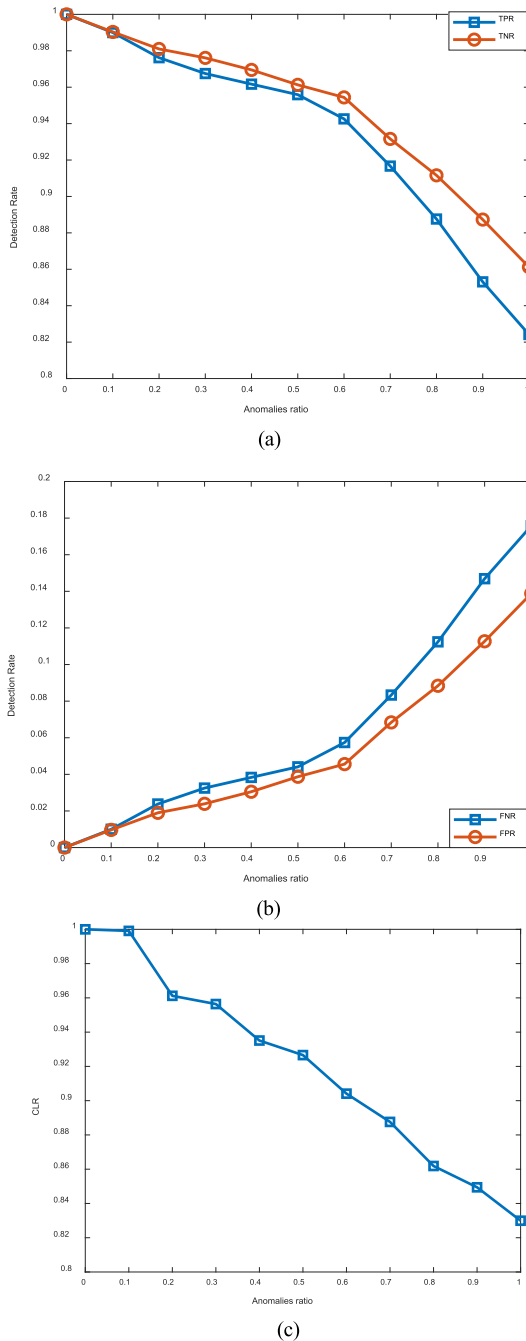 1
0.98
0.96
0.94
0.92
0.9
0.88
0.86
0.84
0.82
0.8
Detection Rate
TPR
TNR
0 0.1 0.2 0.3 0.4 0.5 0.6 0.7 0.8 0.9 1
Anomalies ratio
(a)
0.2
0.18
0.16
0.14
0.12
0.1
0.08
0.06
0.04
0.02
0
Detection Rate
FNR
FPR
0 0.1 0.2 0.3 0.4 0.5 0.6 0.7 0.8 0.9
Anomalies ratio
(b)
1
0.98
0.96
0.94
0.92
0.9
0.88
0.86
0.84
0.82
0.8
CLR
0 0.1 0.2 0.3 0.4 0.5 0.6 0.7 0.8 0.9 1
Anomalies ratio
(c)